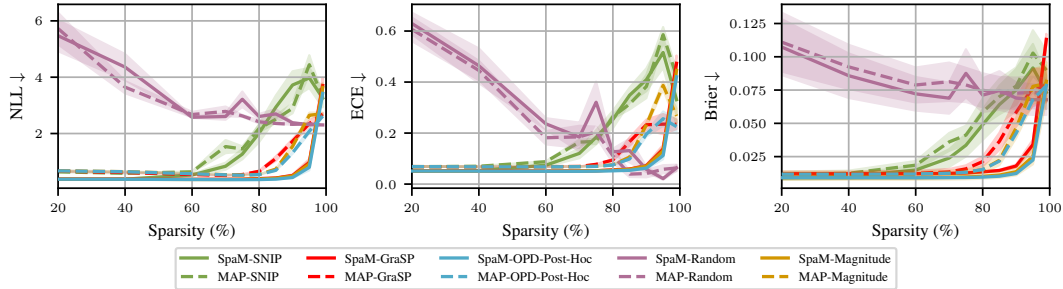 6
4
2
20 40 60 80 100
Sparsity (%)
NLL ↓
0.6
0.4
0.2
0.0
20 40 60 80 100
Sparsity (%)
ECE ↓
0.125
0.100
0.075
0.050
0.025
20 40 60 80 100
Sparsity (%)
Brier ↓
SpaM-SNIP SpaM-GraSP SpaM-OPD-Post-Hoc SpaM-Random SpaM-Magnitude
MAP-SNIP MAP-GraSP MAP-OPD-Post-Hoc MAP-Random MAP-Magnitude